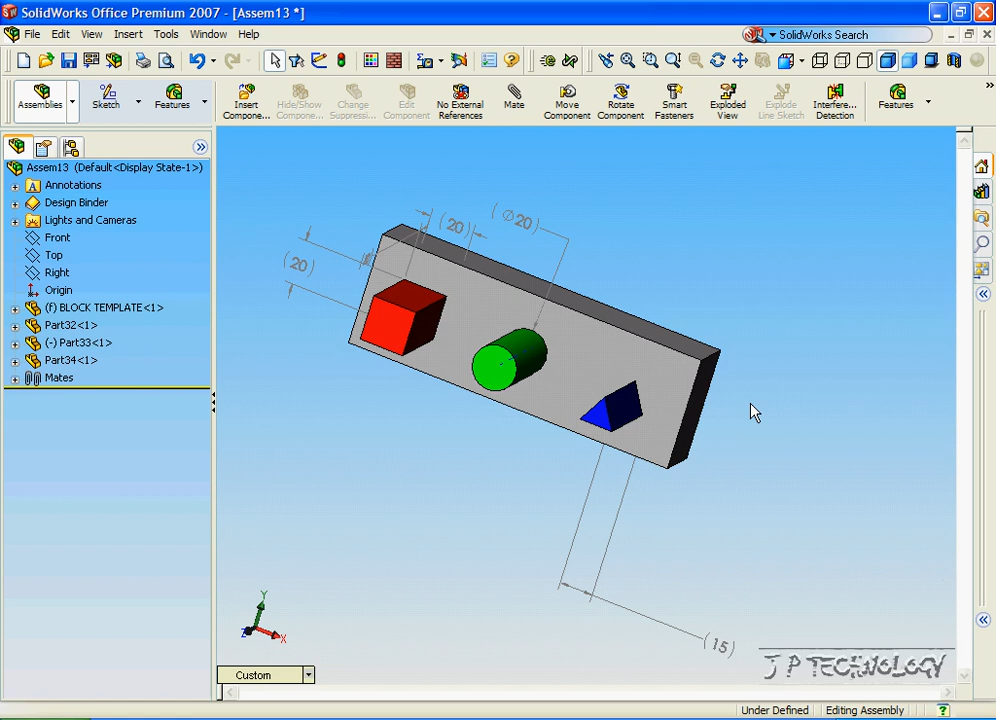 SolidWorks Office Premium 2007 - [Assem13 *]
File Edit View Insert Tools Window Help
SolidWorks Search
Assemblies Sketch Features Insert Compone... Hide/Show Compone... Change Suppressi... Edit Component No External References Mate Move Component Rotate Component Smart Fasteners Exploded View Explode Line Sketch Interfere... Detection Features
Assem13 (Default<Display State-1>)
Annotations
Design Binder
Lights and Cameras
Front
Top
Right
Origin
(f) BLOCK TEMPLATE<1>
Part32<1>
(-) Part33<1>
Part34<1>
Mates
(20)
(∅20)
(20)
(15)
Y
Z
X
J P TECHNOLOGY
Custom
Under Defined Editing Assembly